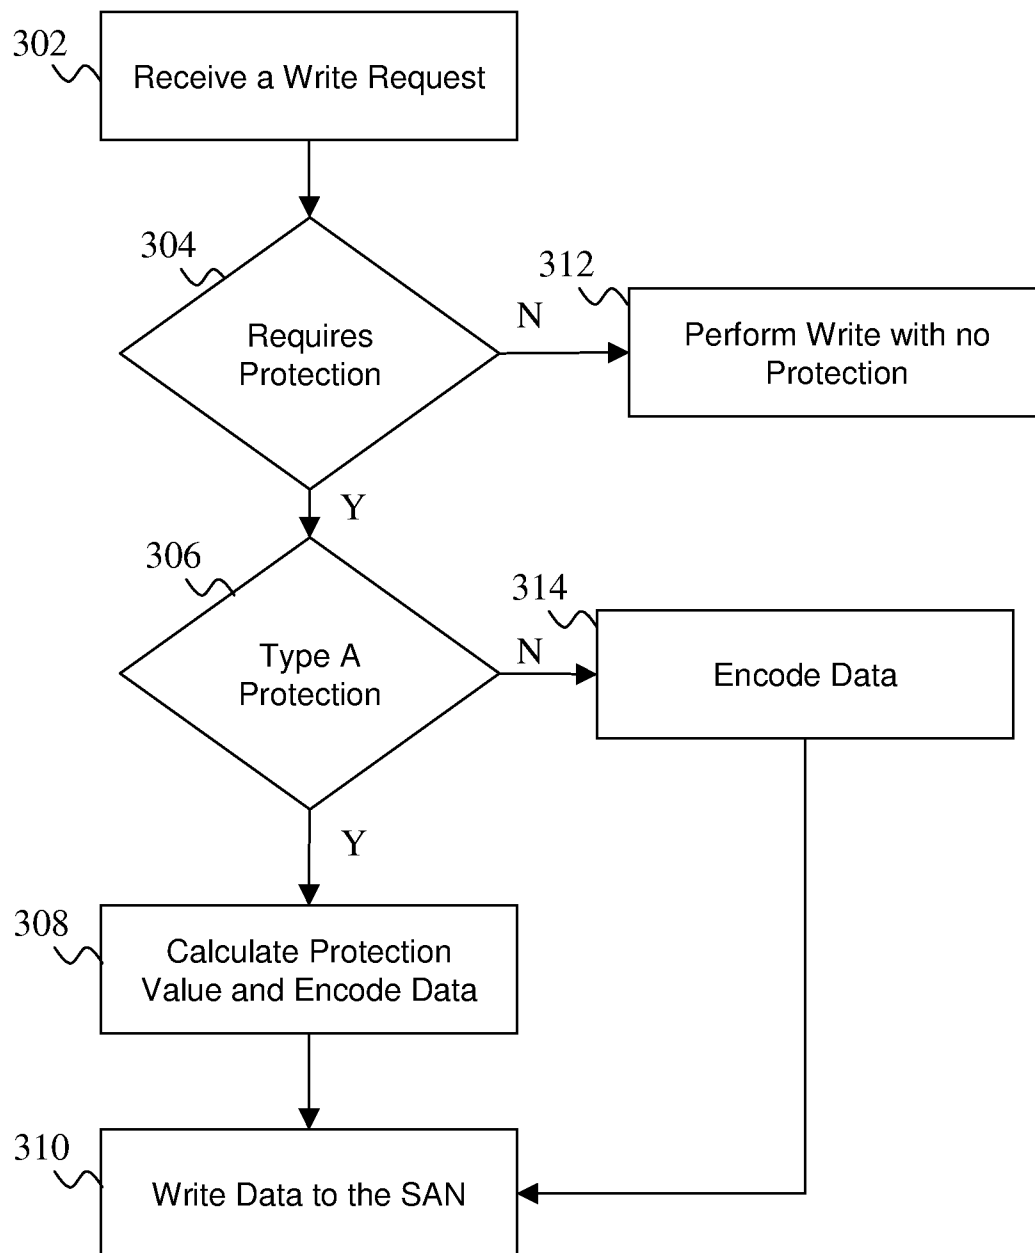 302
Receive a Write Request
304
312
N
Requires
Protection
Perform Write with no
Protection
Y
306
314
N
Type A
Protection
Encode Data
Y
308
Calculate Protection
Value and Encode Data
310
Write Data to the SAN